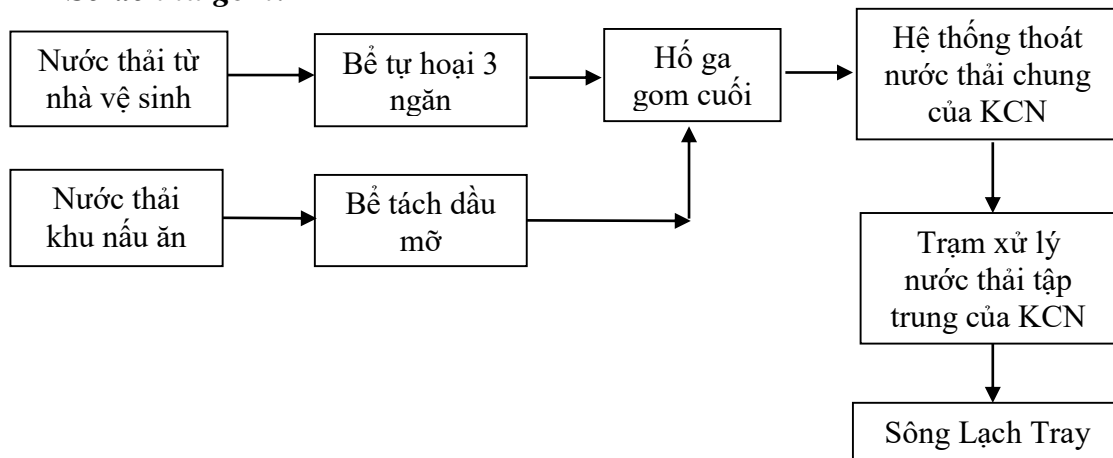 Nước thải từ
nhà vệ sinh
Bể tự hoại 3
ngăn
Hố ga
gom cuối
Hệ thống thoát
nước thải chung
của KCN
Nước thải
khu nấu ăn
Bể tách dầu
mỡ
Trạm xử lý
nước thải tập
trung của KCN
Sông Lạch Tray